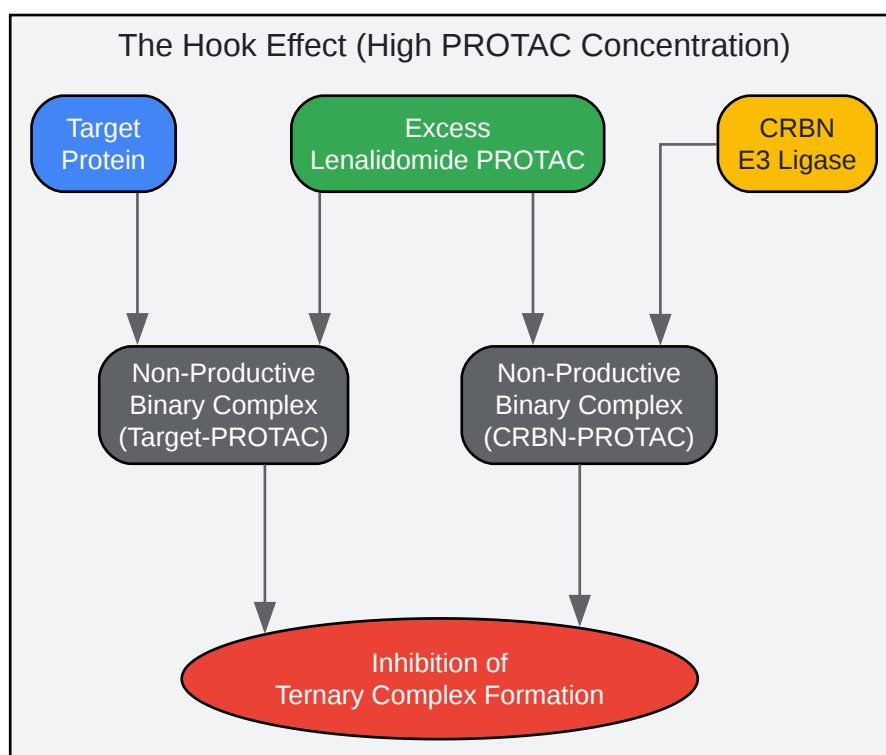 The Hook Effect (High PROTAC Concentration)
Target
Protein
Excess
Lenalidomide PROTAC
CRBN
E3 Ligase
Non-Productive
Binary Complex
(Target-PROTAC)
Non-Productive
Binary Complex
(CRBN-PROTAC)
Inhibition of
Ternary Complex Formation